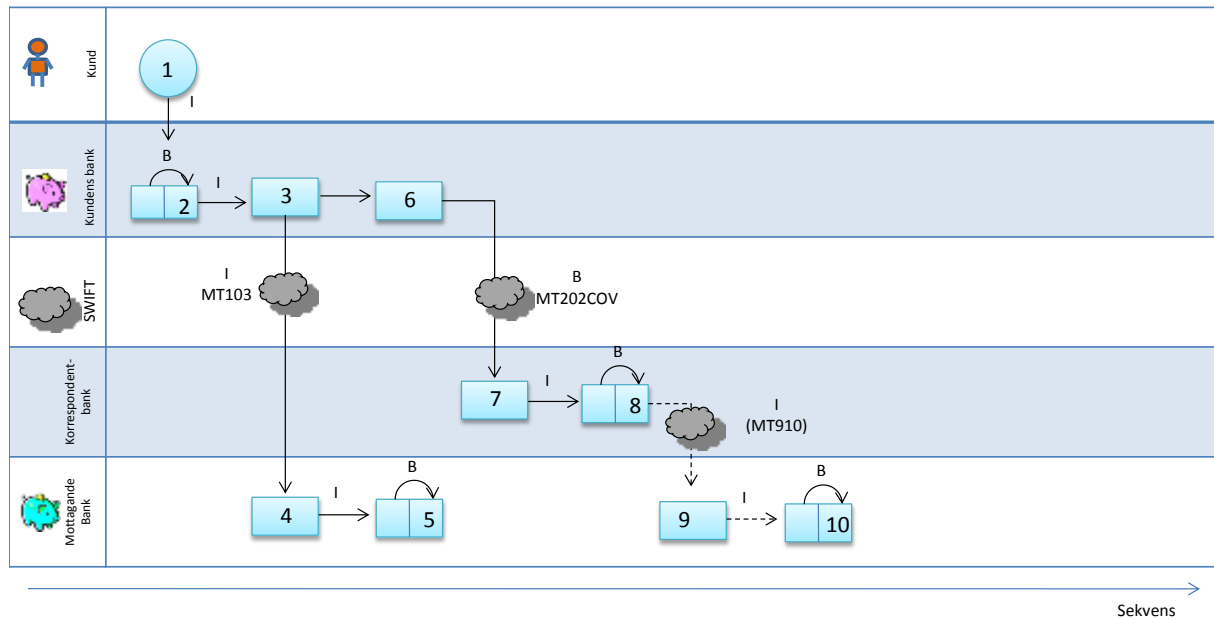 Kund
1
I
Kundens bank
B
2
I
3
6
SWIFT
I
MT103
B
MT202COV
Korrespondent-
bank
7
I
B
8
I
(MT910)
Mottagande
Bank
4
I
B
5
9
I
B
10
Sekvens